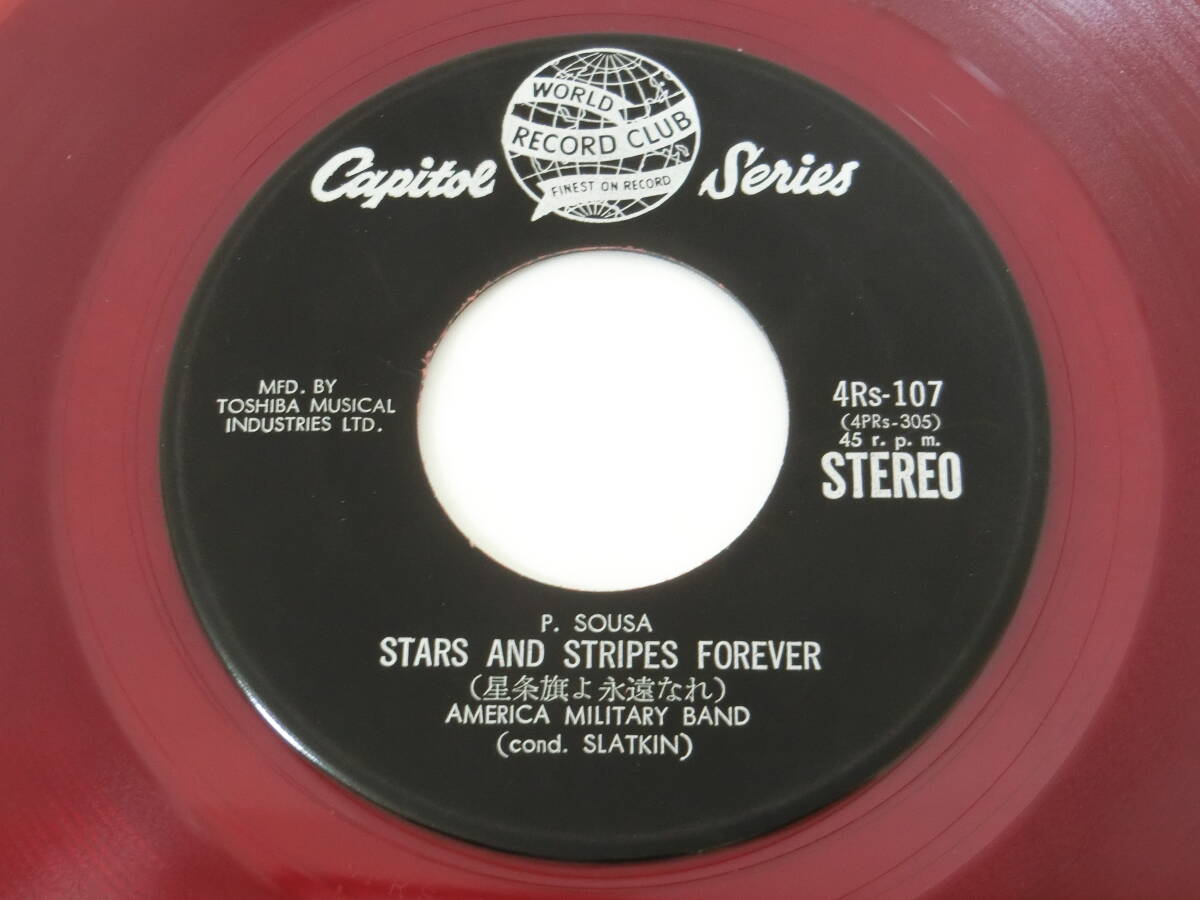 WORLD
RECORD CLUB
FINEST ON RECORD
Capitol Series
MFD. BY
TOSHIBA MUSICAL
INDUSTRIES LTD.
4Rs-107
(4PRs-305)
45 r. p. m.
STEREO
P. SOUSA
STARS AND STRIPES FOREVER
(星条旗よ永遠なれ)
AMERICA MILITARY BAND
(cond. SLATKIN)